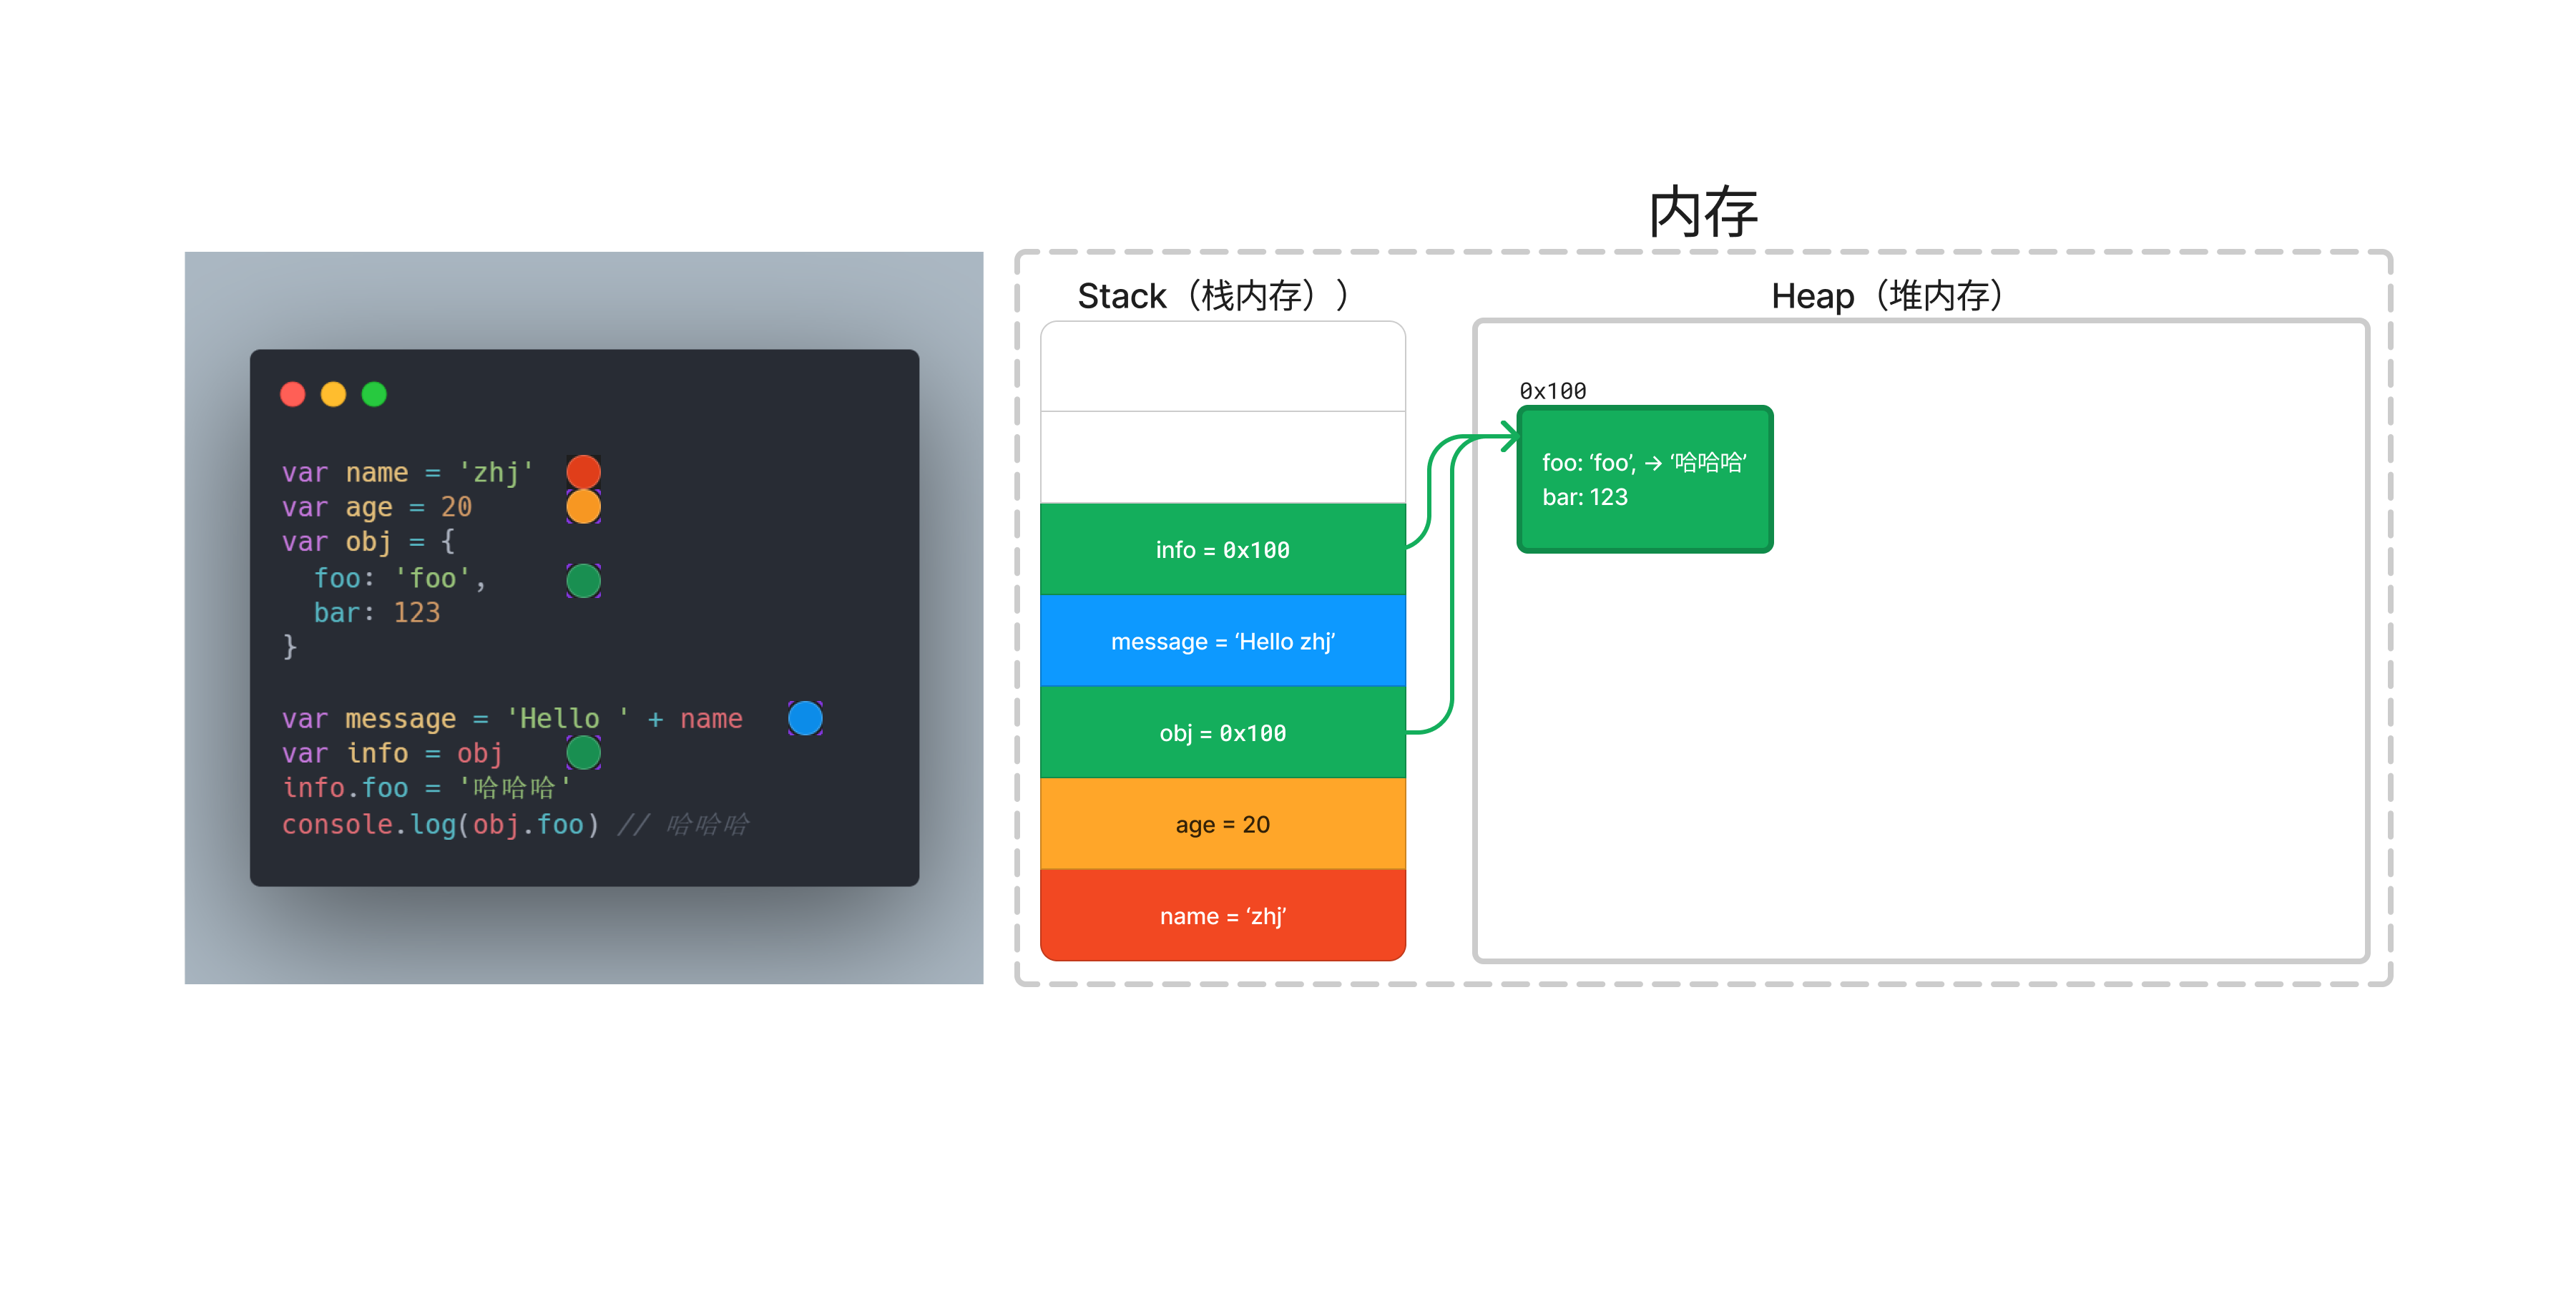 var name = 'zhj'
var age = 20
var obj = {
  foo: 'foo',
  bar: 123
}
var message = 'Hello ' + name
var info = obj
info.foo = '哈哈哈'
console.log(obj.foo) // 哈哈哈
内存
Stack（栈内存））
info = 0x100
message = ‘Hello zhj’
obj = 0x100
age = 20
name = ‘zhj’
Heap（堆内存）
0x100
foo: ‘foo’, → ‘哈哈哈’
bar: 123